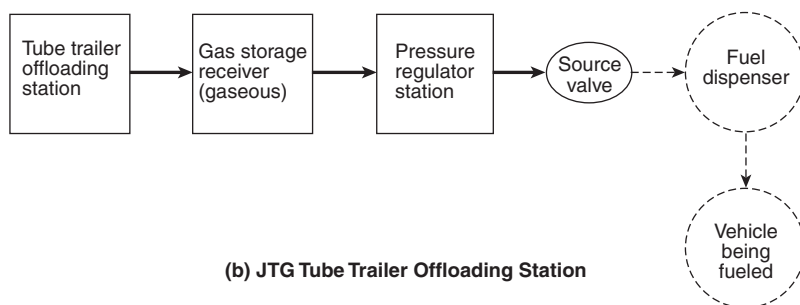 Tube trailer
offloading
station
Gas storage
receiver
(gaseous)
Pressure
regulator
station
Source
valve
Fuel
dispenser
Vehicle
being
fueled
(b) JTG Tube Trailer Offloading Station